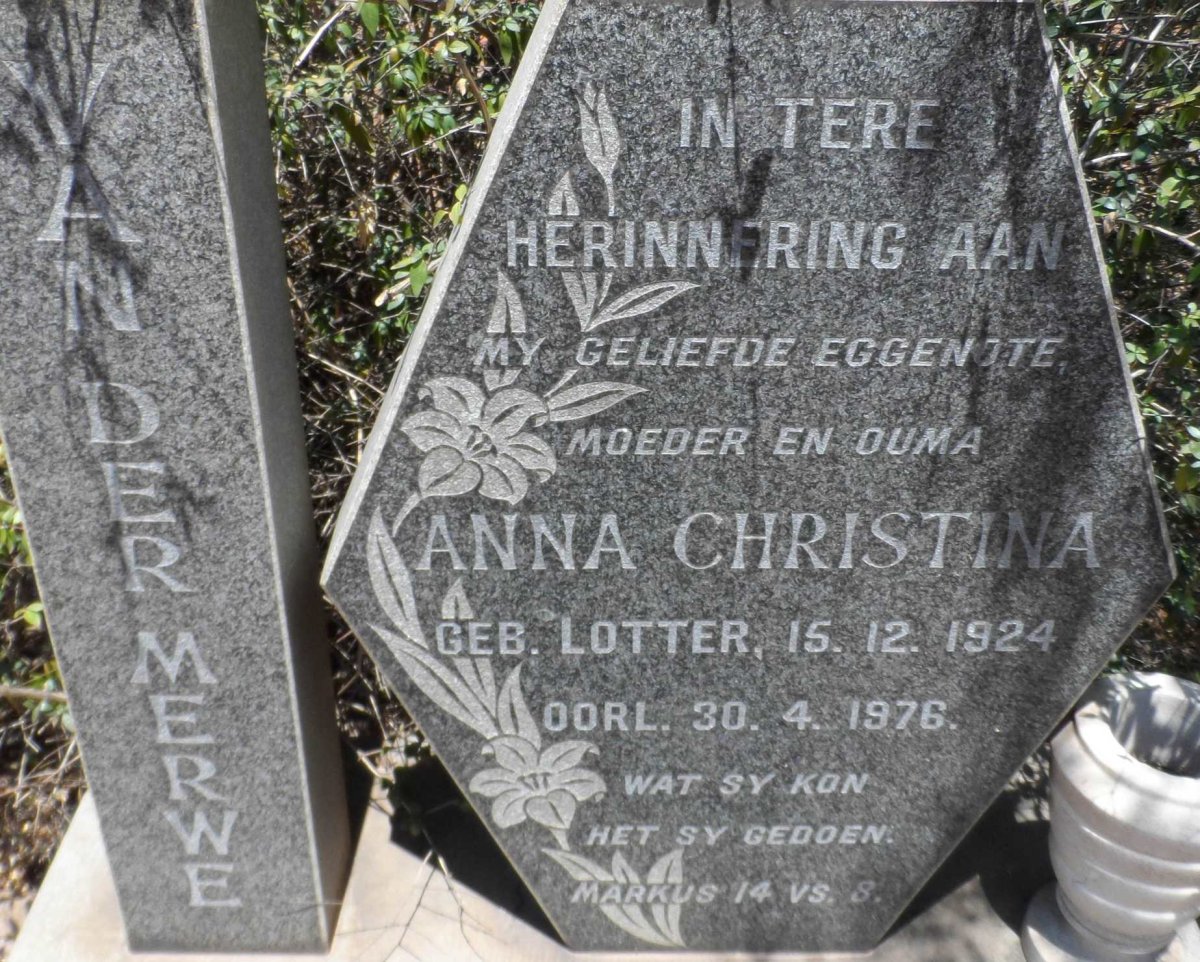 VAN DER MERWE
IN TERE
HERINNERING AAN
MY GELIEFDE EGGENOTE,
MOEDER EN OUMA
ANNA CHRISTINA
GEB. LOTTER, 15. 12. 1924
OORL. 30. 4. 1976.
WAT SY KON
HET SY GEDOEN.
MARKUS 14 VS. 8.